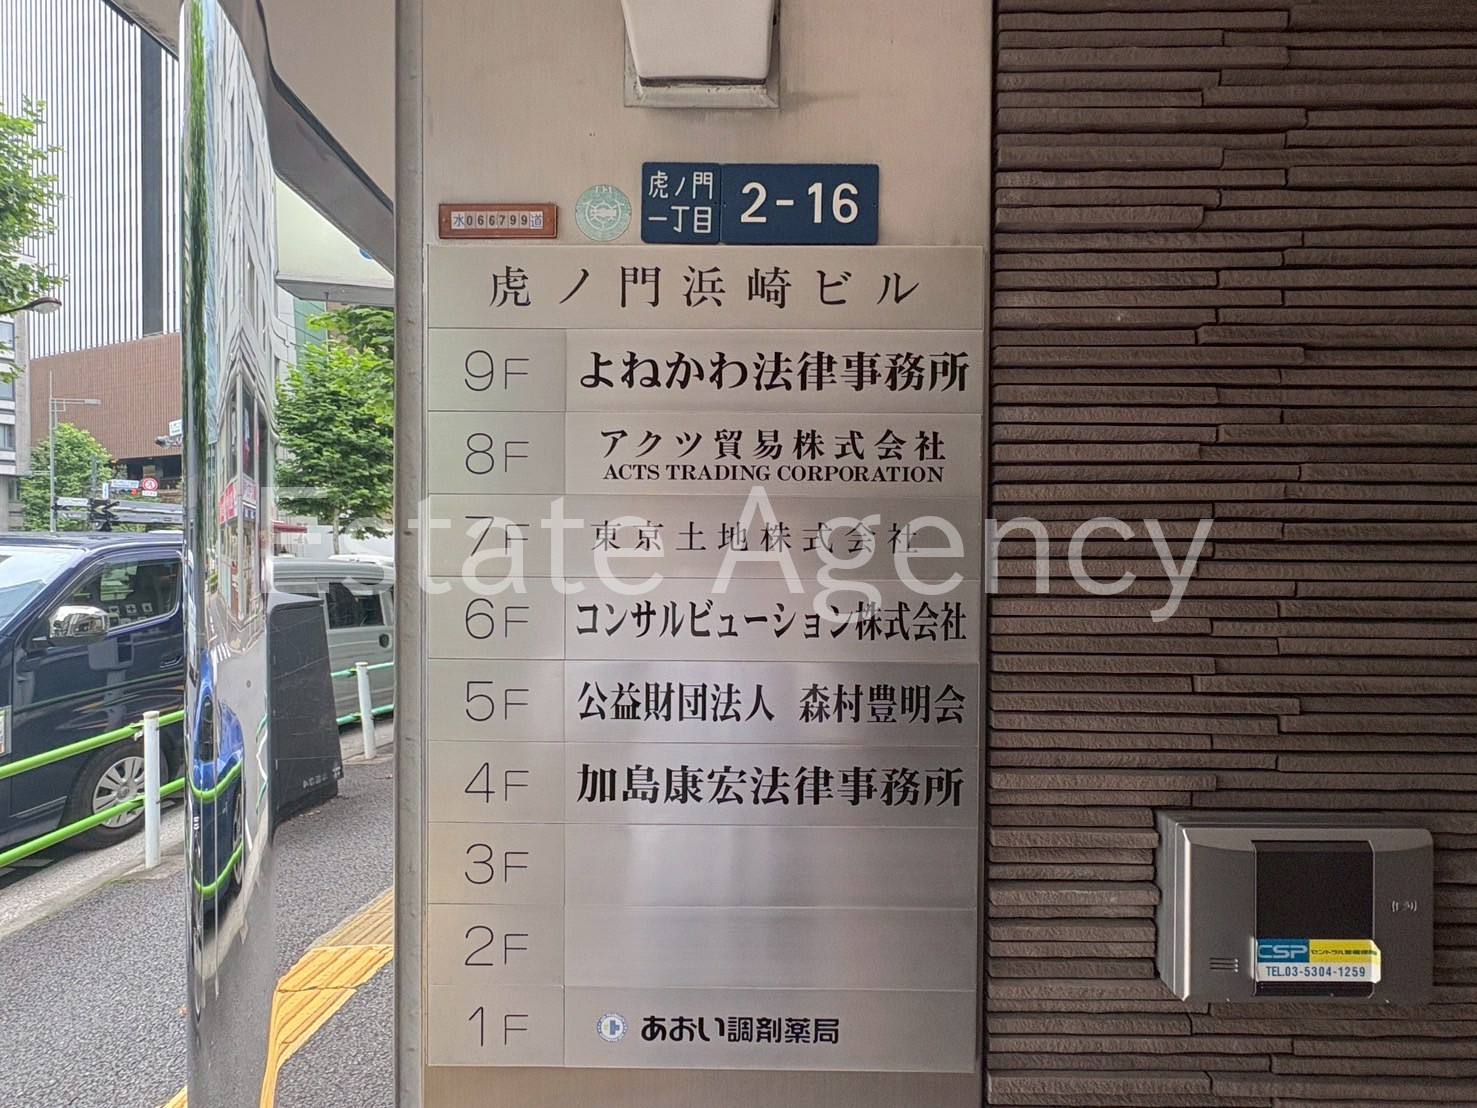 水066799道
虎ノ門
一丁目
2-16
虎ノ門浜崎ビル
9F よねかわ法律事務所
8F アクツ貿易株式会社
ACTS TRADING CORPORATION
7F 東京土地株式会社
6F コンサルビューション株式会社
5F 公益財団法人 森村豊明会
4F 加島康宏法律事務所
3F
2F
1F あおい調剤薬局
Estate Agency
CSP
TEL.03-5304-1259